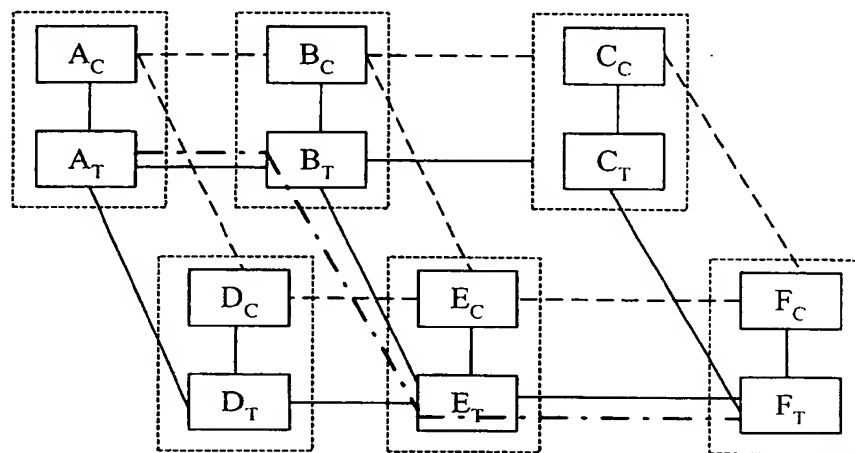 A_C B_C C_C
A_T B_T C_T
D_C E_C F_C
D_T E_T F_T